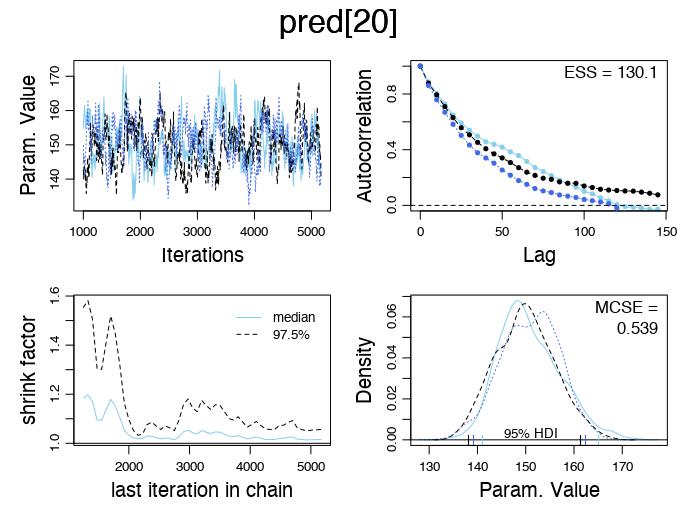 pred[20]
Param. Value
140 150 160 170
1000 2000 3000 4000 5000
Iterations
ESS = 130.1
Autocorrelation
0.0 0.4 0.8
0 50 100 150
Lag
shrink factor
1.0 1.2 1.4 1.6
median
97.5%
2000 3000 4000 5000
last iteration in chain
MCSE =
0.539
Density
0.00 0.02 0.04 0.06
95% HDI
130 140 150 160 170
Param. Value